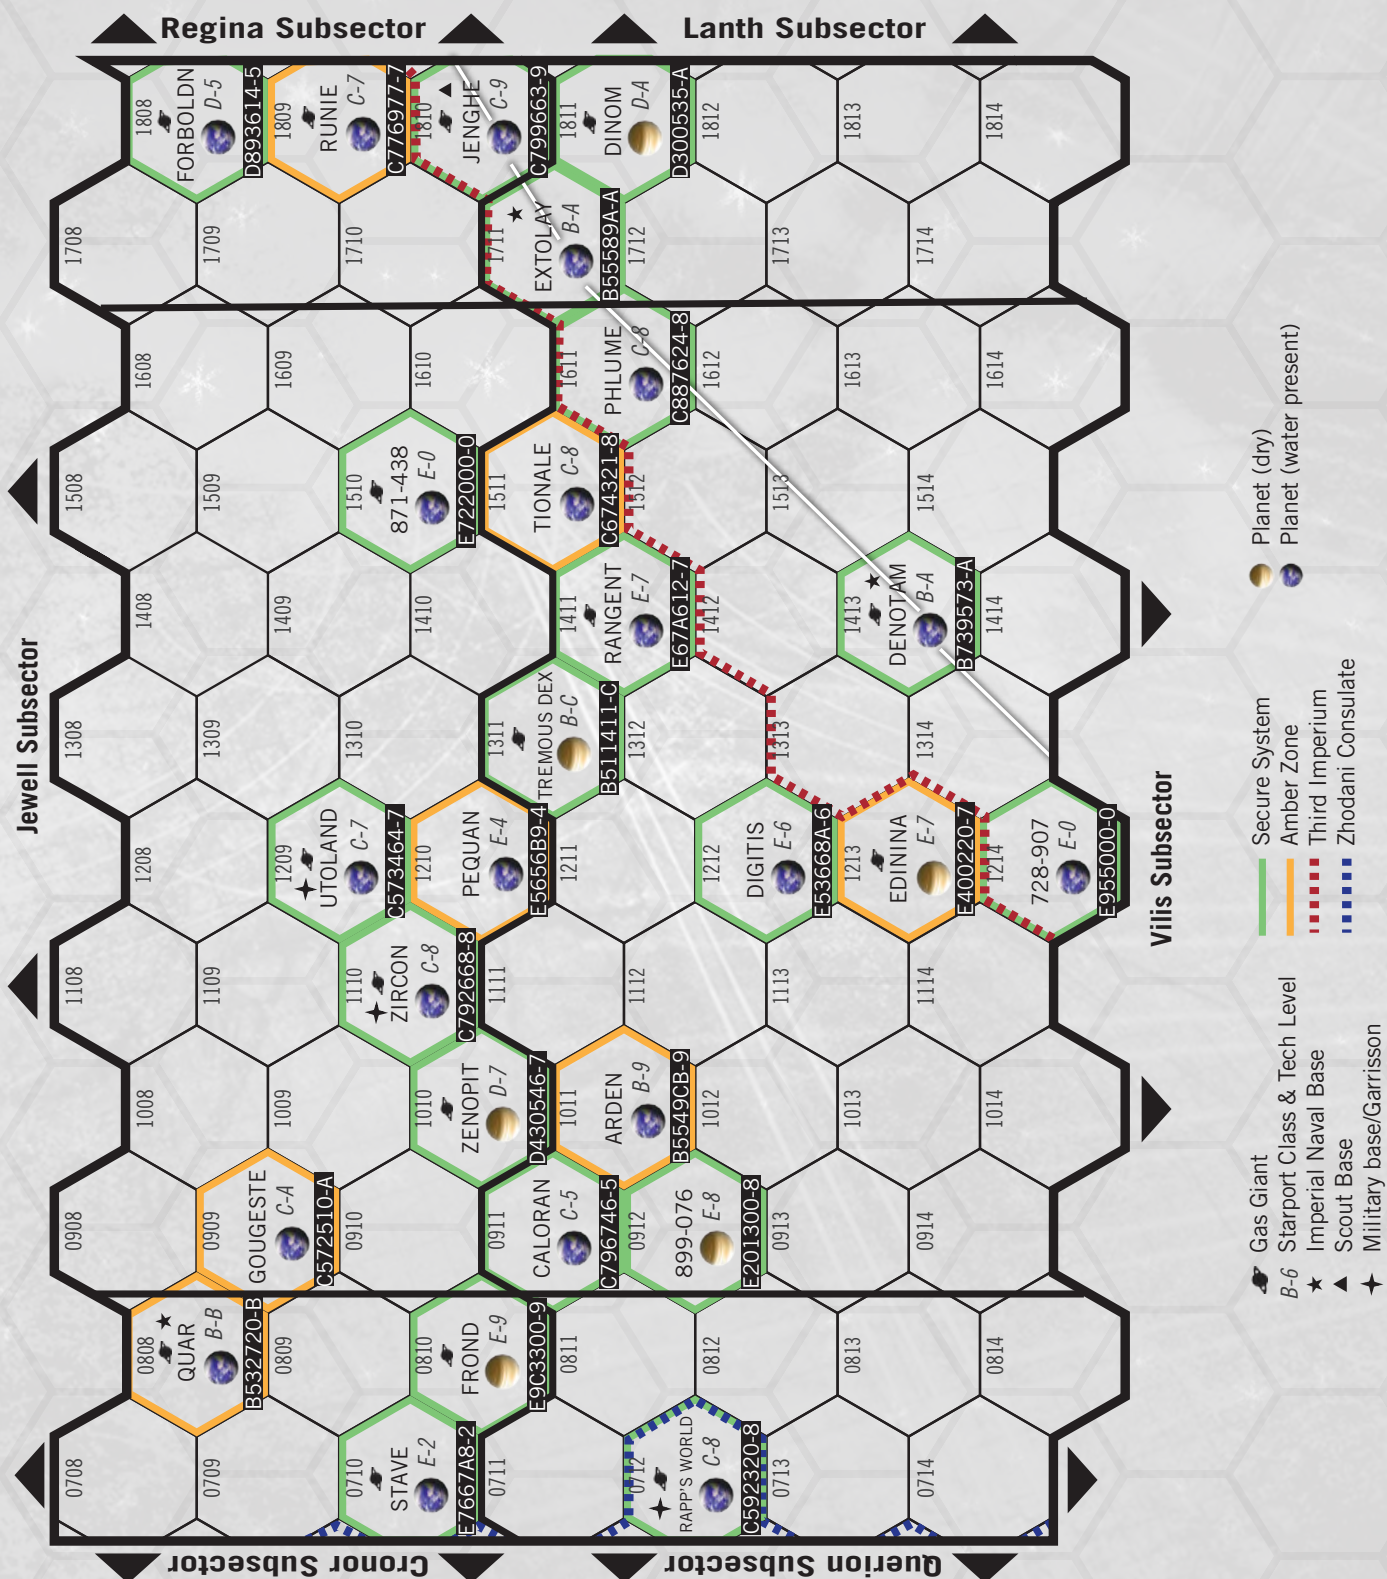 Regina Subsector
Lanth Subsector
Jewell Subsector
Vilis Subsector
Cronor Subsector
Querion Subsector
1808
FORBOLDN
D-5
D893614-5
1809
RUNIE
C-7
C776977-7
1810
JENGHE
C-9
C799663-9
1811
DINOM
D-A
D300535-A
1812
1813
1814
1708
1709
1710
1711
EXTOLAY
B-A
B55589A-A
1712
1713
1714
1608
1609
1610
1611
PHLUME
C-8
C887624-8
1612
1613
1614
1508
1509
1510
871-438
E-0
E722000-0
1511
TIONALE
C-8
C674321-8
1512
1513
1514
1408
1409
1410
1411
RANGENT
E-7
E67A612-7
1412
1413
DENOTAM
B-A
B739573-A
1414
1308
1309
1310
1311
TREMOUS DEX
B-C
B511411-C
1312
1313
1314
1208
1209
UTOLAND
C-7
C573464-7
1210
PEQUAN
E-4
E5656B9-4
1211
1212
DIGITIS
E-6
E53668A-6
1213
EDININA
E-7
E400220-7
1214
728-907
E-0
E955000-0
1108
1109
1110
ZIRCON
C-8
C792668-8
1111
1112
1113
1114
1008
1009
1010
ZENOPIT
D-7
D430546-7
1011
ARDEN
B-9
B5549CB-9
1012
1013
1014
0908
0909
GOUGESTE
C-A
C572510-A
0910
0911
CALORAN
C-5
C796746-5
0912
899-076
E-8
E201300-8
0913
0914
0808
QUAR
B-B
B532720-B
0809
0810
FROND
E-9
E9C3300-9
0811
0812
0813
0814
0708
0709
0710
STAVE
E-2
E7667A8-2
0711
0712
RAPP'S WORLD
C-8
C592320-8
0713
0714
Gas Giant
B-6 Starport Class & Tech Level
Imperial Naval Base
Scout Base
Military base/Garrisson
Secure System
Amber Zone
Third Imperium
Zhodani Consulate
Planet (dry)
Planet (water present)